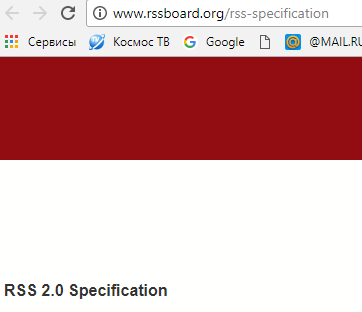 www.rssboard.org/rss-specification
Сервисы Космос ТВ Google @MAIL.RU
RSS 2.0 Specification